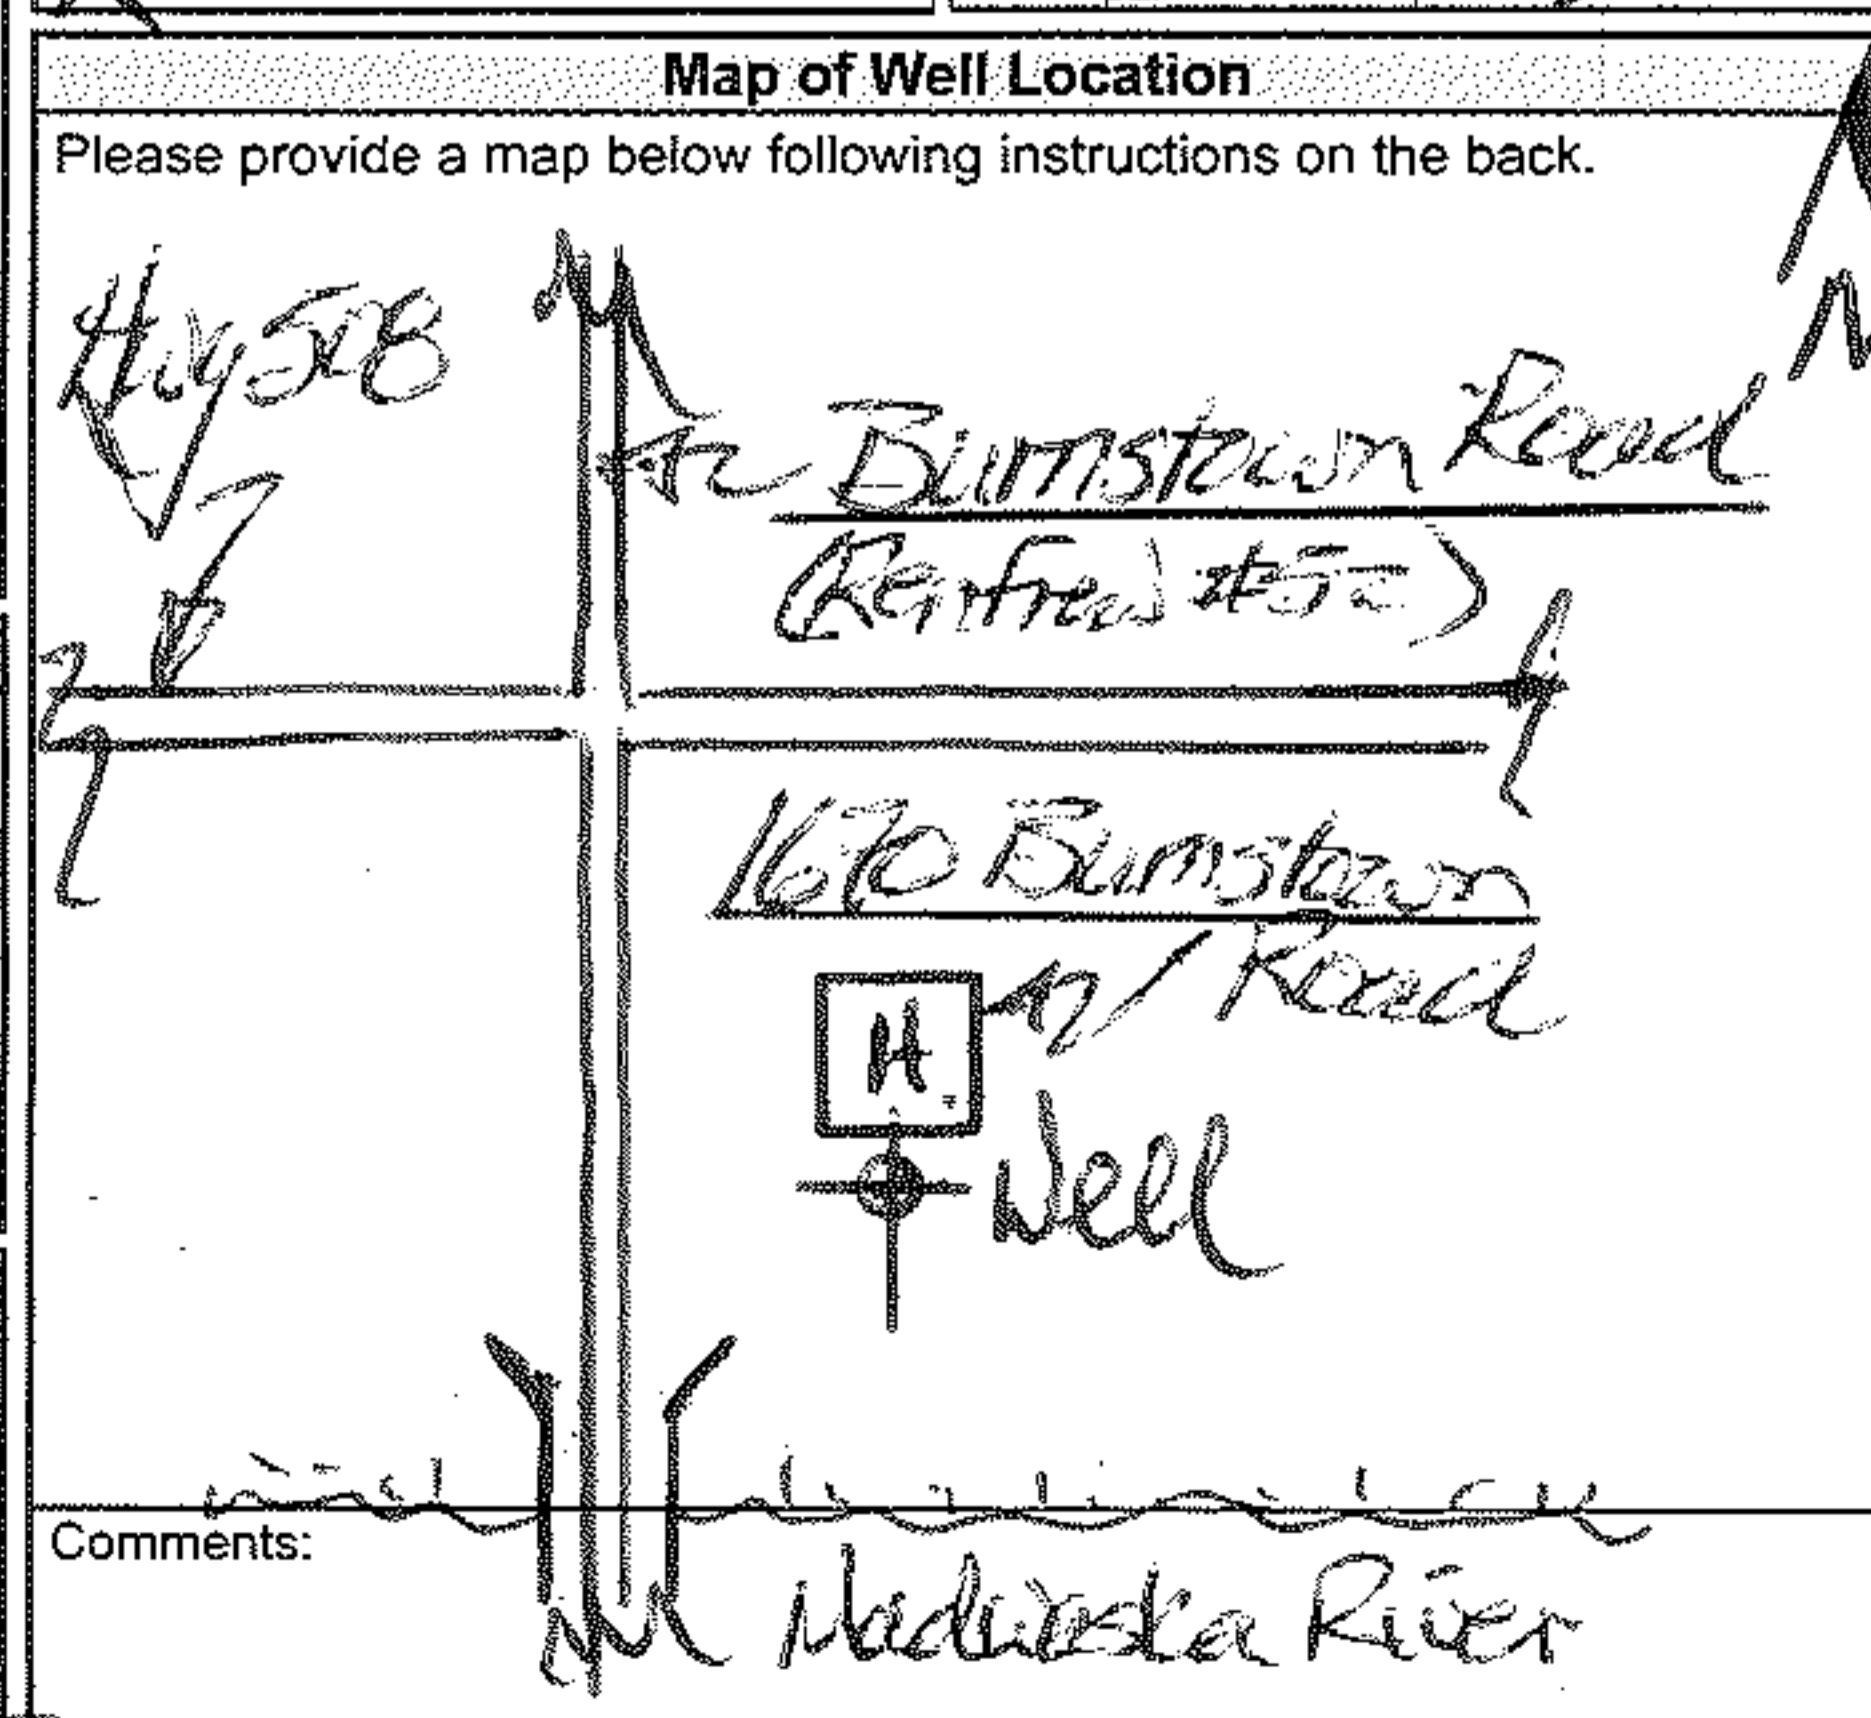 Map of Well Location
Please provide a map below following instructions on the back.
Hwy 508
Burnstown Road
(Renfrew #52)
1670 Burnstown
Road
H
Well
N
Comments:
Madawaska River